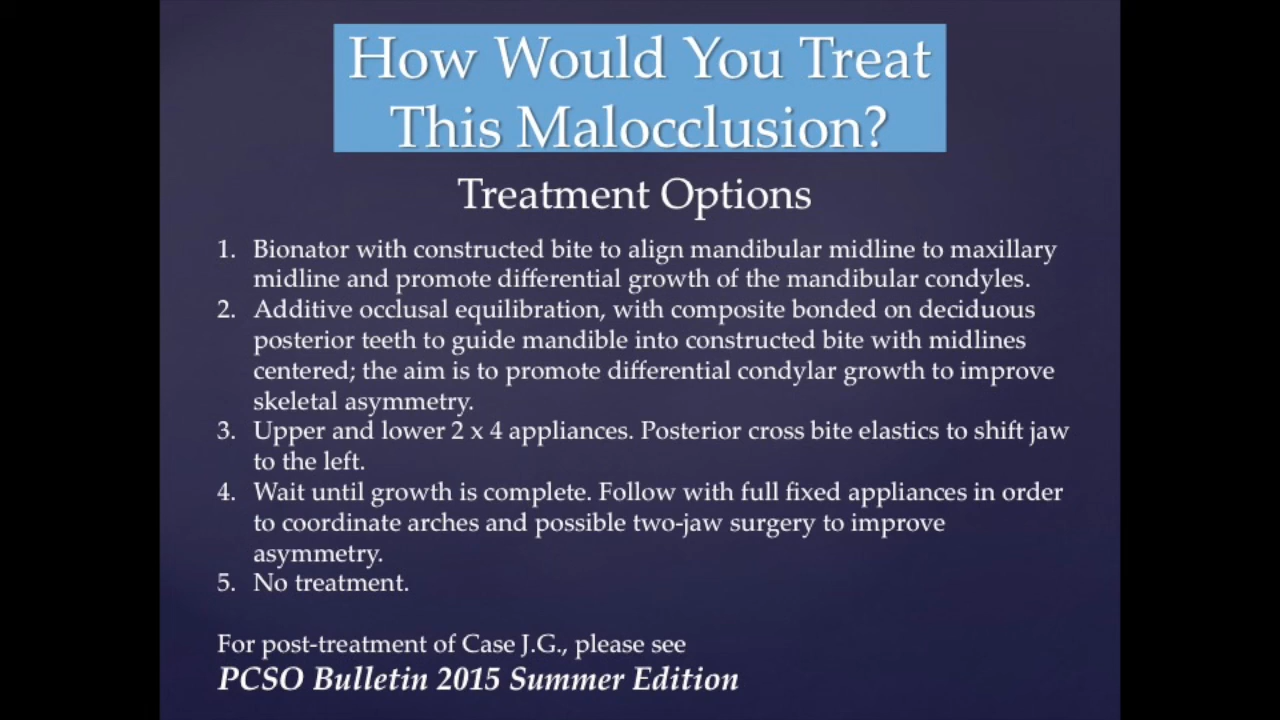 How Would You Treat
This Malocclusion?
Treatment Options
1. Bionator with constructed bite to align mandibular midline to maxillary
midline and promote differential growth of the mandibular condyles.
2. Additive occlusal equilibration, with composite bonded on deciduous
posterior teeth to guide mandible into constructed bite with midlines
centered; the aim is to promote differential condylar growth to improve
skeletal asymmetry.
3. Upper and lower 2 x 4 appliances. Posterior cross bite elastics to shift jaw
to the left.
4. Wait until growth is complete. Follow with full fixed appliances in order
to coordinate arches and possible two-jaw surgery to improve
asymmetry.
5. No treatment.
For post-treatment of Case J.G., please see
PCSO Bulletin 2015 Summer Edition